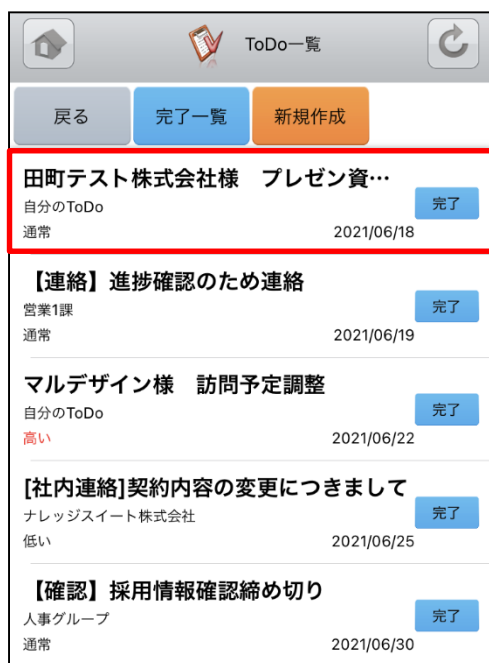 ToDo一覧
戻る 完了一覧 新規作成
田町テスト株式会社様　プレゼン資…
自分のToDo
完了
通常 2021/06/18
【連絡】進捗確認のため連絡
営業1課
完了
通常 2021/06/19
マルデザイン様　訪問予定調整
自分のToDo
完了
高い 2021/06/22
[社内連絡]契約内容の変更につきまして
ナレッジスイート株式会社
完了
低い 2021/06/25
【確認】採用情報確認締め切り
人事グループ
完了
通常 2021/06/30